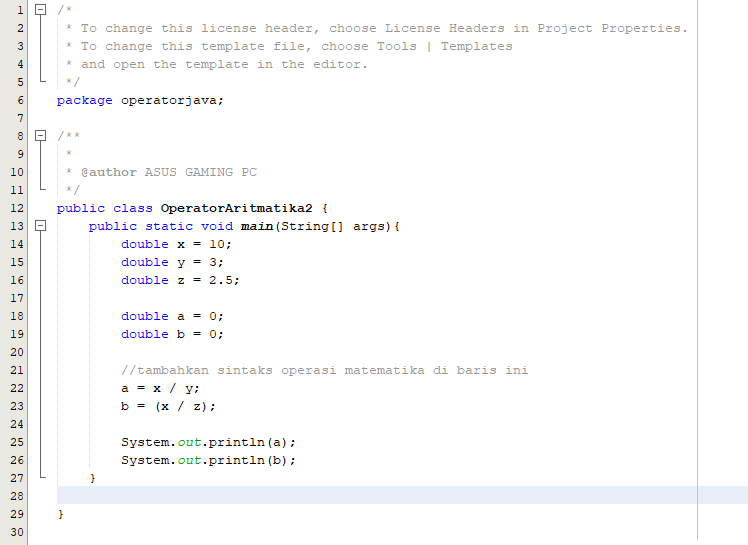 1 /*
2  * To change this license header, choose License Headers in Project Properties.
3  * To change this template file, choose Tools | Templates
4  * and open the template in the editor.
5  */
6 package operatorjava;
7
8 /**
9  *
10  * @author ASUS GAMING PC
11  */
12 public class OperatorAritmatika2 {
13     public static void main(String[] args){
14         double x = 10;
15         double y = 3;
16         double z = 2.5;
17
18         double a = 0;
19         double b = 0;
20
21         //tambahkan sintaks operasi matematika di baris ini
22         a = x / y;
23         b = (x / z);
24
25         System.out.println(a);
26         System.out.println(b);
27     }
28
29 }
30